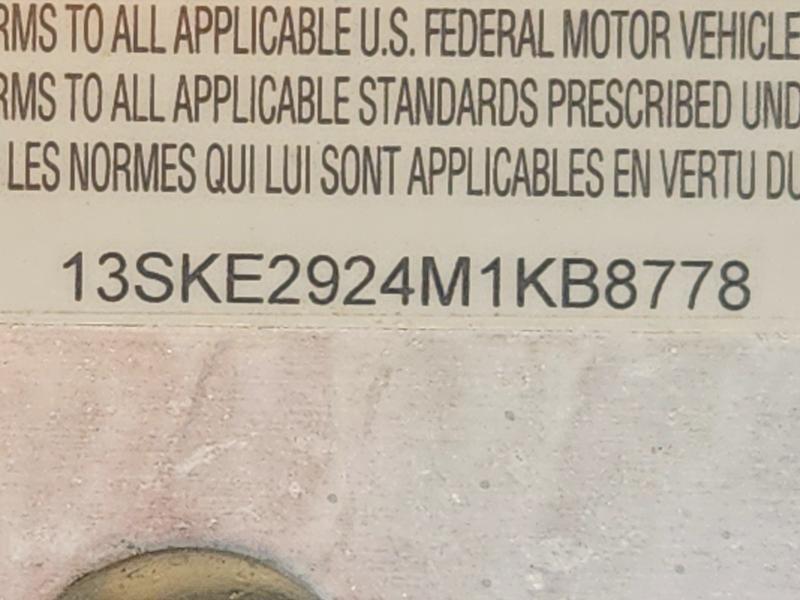 RMS TO ALL APPLICABLE U.S. FEDERAL MOTOR VEHICLE
RMS TO ALL APPLICABLE STANDARDS PRESCRIBED UND
LES NORMES QUI LUI SONT APPLICABLES EN VERTU DU
13SKE2924M1KB8778